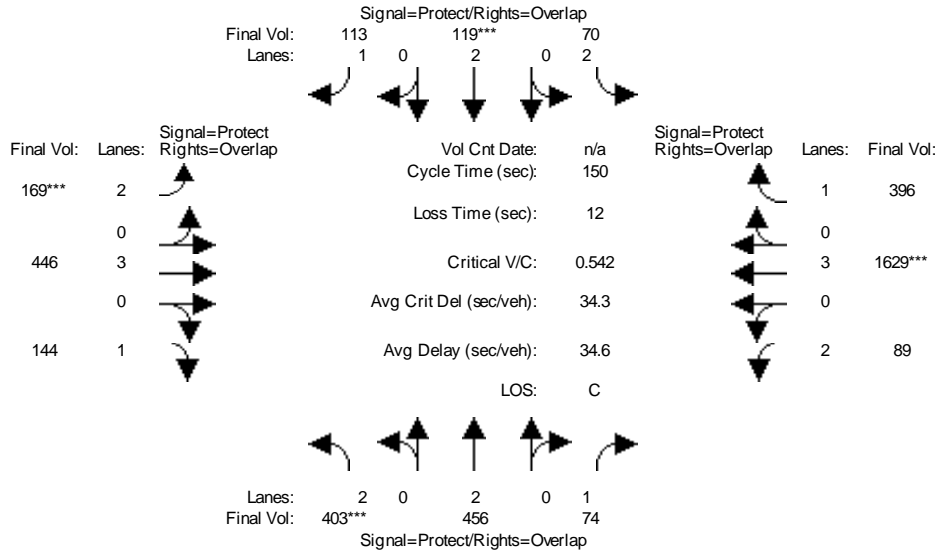 Signal=Protect/Rights=Overlap
Final Vol: 113 119*** 70
Lanes: 1 0 2 0 2
Signal=Protect
Final Vol: Lanes: Rights=Overlap
Vol Cnt Date: n/a
Signal=Protect
Rights=Overlap Lanes: Final Vol:
Cycle Time (sec): 150
169*** 2 1 396
Loss Time (sec): 12
0 0
446 3 Critical V/C: 0.542 3 1629***
0 Avg Crit Del (sec/veh): 34.3 0
144 1 Avg Delay (sec/veh): 34.6 2 89
LOS: C
Lanes: 2 0 2 0 1
Final Vol: 403*** 456 74
Signal=Protect/Rights=Overlap